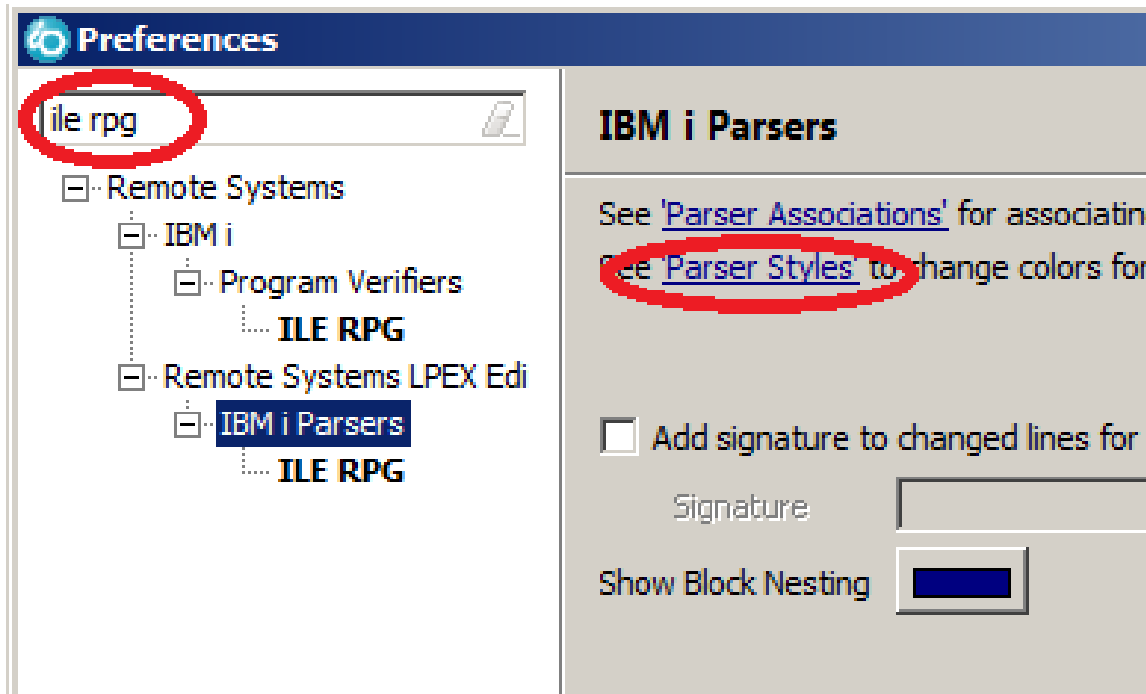 Preferences
ile rpg
Remote Systems
IBM i
Program Verifiers
ILE RPG
Remote Systems LPEX Edi
IBM i Parsers
ILE RPG
IBM i Parsers
See 'Parser Associations' for associatin
See 'Parser Styles' to change colors for
Add signature to changed lines for
Signature
Show Block Nesting